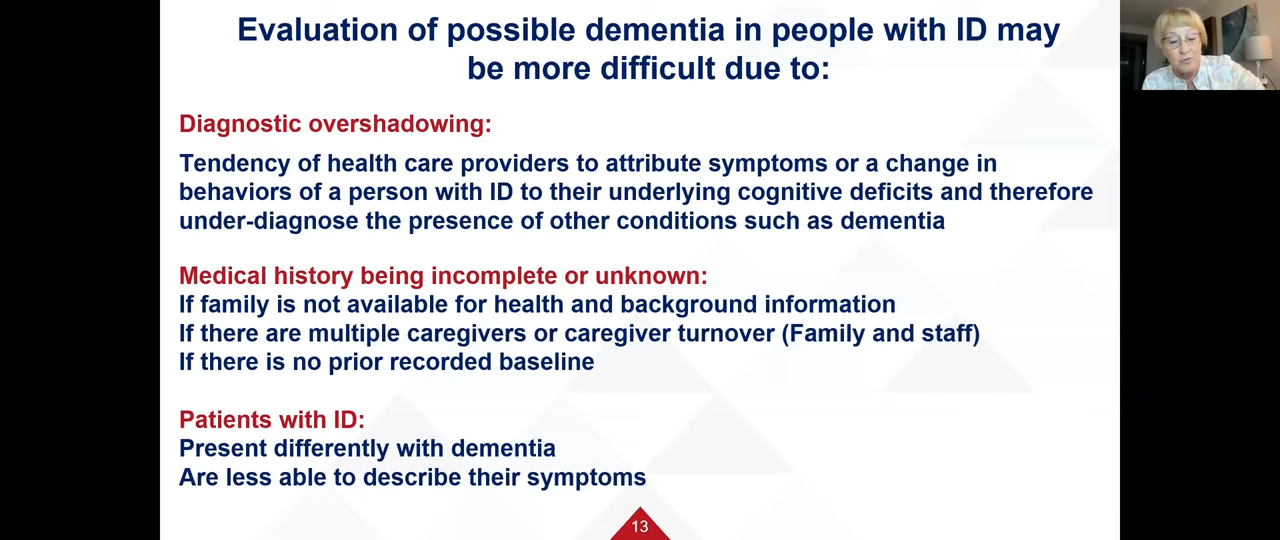 Evaluation of possible dementia in people with ID may
be more difficult due to:
Diagnostic overshadowing:
Tendency of health care providers to attribute symptoms or a change in
behaviors of a person with ID to their underlying cognitive deficits and therefore
under-diagnose the presence of other conditions such as dementia
Medical history being incomplete or unknown:
If family is not available for health and background information
If there are multiple caregivers or caregiver turnover (Family and staff)
If there is no prior recorded baseline
Patients with ID:
Present differently with dementia
Are less able to describe their symptoms
13